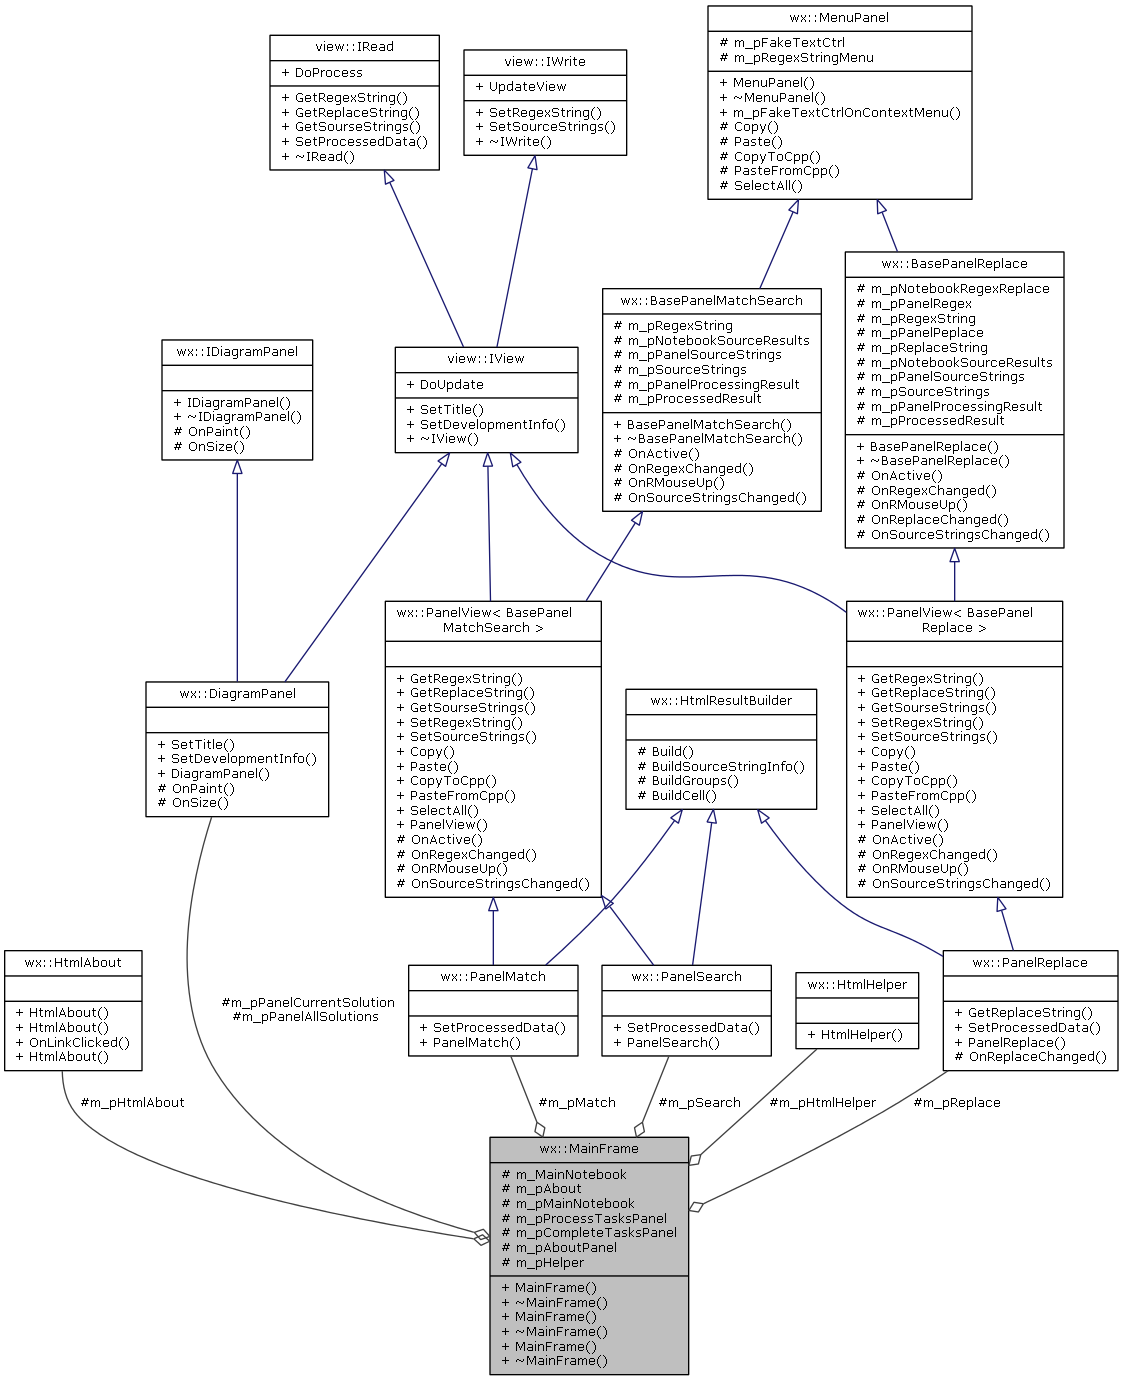 view::IRead
+ DoProcess
+ GetRegexString()
+ GetReplaceString()
+ GetSourseStrings()
+ SetProcessedData()
+ ~IRead()
view::IWrite
+ UpdateView
+ SetRegexString()
+ SetSourceStrings()
+ ~IWrite()
wx::MenuPanel
# m_pFakeTextCtrl
# m_pRegexStringMenu
+ MenuPanel()
+ ~MenuPanel()
+ m_pFakeTextCtrlOnContextMenu()
# Copy()
# Paste()
# CopyToCpp()
# PasteFromCpp()
# SelectAll()
wx::IDiagramPanel
+ IDiagramPanel()
+ ~IDiagramPanel()
# OnPaint()
# OnSize()
view::IView
+ DoUpdate
+ SetTitle()
+ SetDevelopmentInfo()
+ ~IView()
wx::BasePanelMatchSearch
# m_pRegexString
# m_pNotebookSourceResults
# m_pPanelSourceStrings
# m_pSourceStrings
# m_pPanelProcessingResult
# m_pProcessedResult
+ BasePanelMatchSearch()
+ ~BasePanelMatchSearch()
# OnActive()
# OnRegexChanged()
# OnRMouseUp()
# OnSourceStringsChanged()
wx::BasePanelReplace
# m_pNotebookRegexReplace
# m_pPanelRegex
# m_pRegexString
# m_pPanelPeplace
# m_pReplaceString
# m_pNotebookSourceResults
# m_pPanelSourceStrings
# m_pSourceStrings
# m_pPanelProcessingResult
# m_pProcessedResult
+ BasePanelReplace()
+ ~BasePanelReplace()
# OnActive()
# OnRegexChanged()
# OnRMouseUp()
# OnReplaceChanged()
# OnSourceStringsChanged()
wx::DiagramPanel
+ SetTitle()
+ SetDevelopmentInfo()
+ DiagramPanel()
# OnPaint()
# OnSize()
wx::PanelView< BasePanel
MatchSearch >
+ GetRegexString()
+ GetReplaceString()
+ GetSourseStrings()
+ SetRegexString()
+ SetSourceStrings()
+ Copy()
+ Paste()
+ CopyToCpp()
+ PasteFromCpp()
+ SelectAll()
+ PanelView()
# OnActive()
# OnRegexChanged()
# OnRMouseUp()
# OnSourceStringsChanged()
wx::HtmlResultBuilder
# Build()
# BuildSourceStringInfo()
# BuildGroups()
# BuildCell()
wx::PanelView< BasePanel
Replace >
+ GetRegexString()
+ GetReplaceString()
+ GetSourseStrings()
+ SetRegexString()
+ SetSourceStrings()
+ Copy()
+ Paste()
+ CopyToCpp()
+ PasteFromCpp()
+ SelectAll()
+ PanelView()
# OnActive()
# OnRegexChanged()
# OnRMouseUp()
# OnSourceStringsChanged()
wx::HtmlAbout
+ HtmlAbout()
+ HtmlAbout()
+ OnLinkClicked()
+ HtmlAbout()
#m_pPanelCurrentSolution
#m_pPanelAllSolutions
wx::PanelMatch
+ SetProcessedData()
+ PanelMatch()
wx::PanelSearch
+ SetProcessedData()
+ PanelSearch()
wx::HtmlHelper
+ HtmlHelper()
wx::PanelReplace
+ GetReplaceString()
+ SetProcessedData()
+ PanelReplace()
# OnReplaceChanged()
#m_pHtmlAbout
#m_pMatch
#m_pSearch
#m_pHtmlHelper
#m_pReplace
wx::MainFrame
# m_MainNotebook
# m_pAbout
# m_pMainNotebook
# m_pProcessTasksPanel
# m_pCompleteTasksPanel
# m_pAboutPanel
# m_pHelper
+ MainFrame()
+ ~MainFrame()
+ MainFrame()
+ ~MainFrame()
+ MainFrame()
+ ~MainFrame()